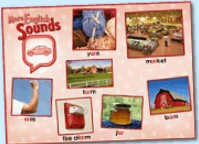 More English
Sounds
yarn
market
farm
arm
fire alarm
jar
barn